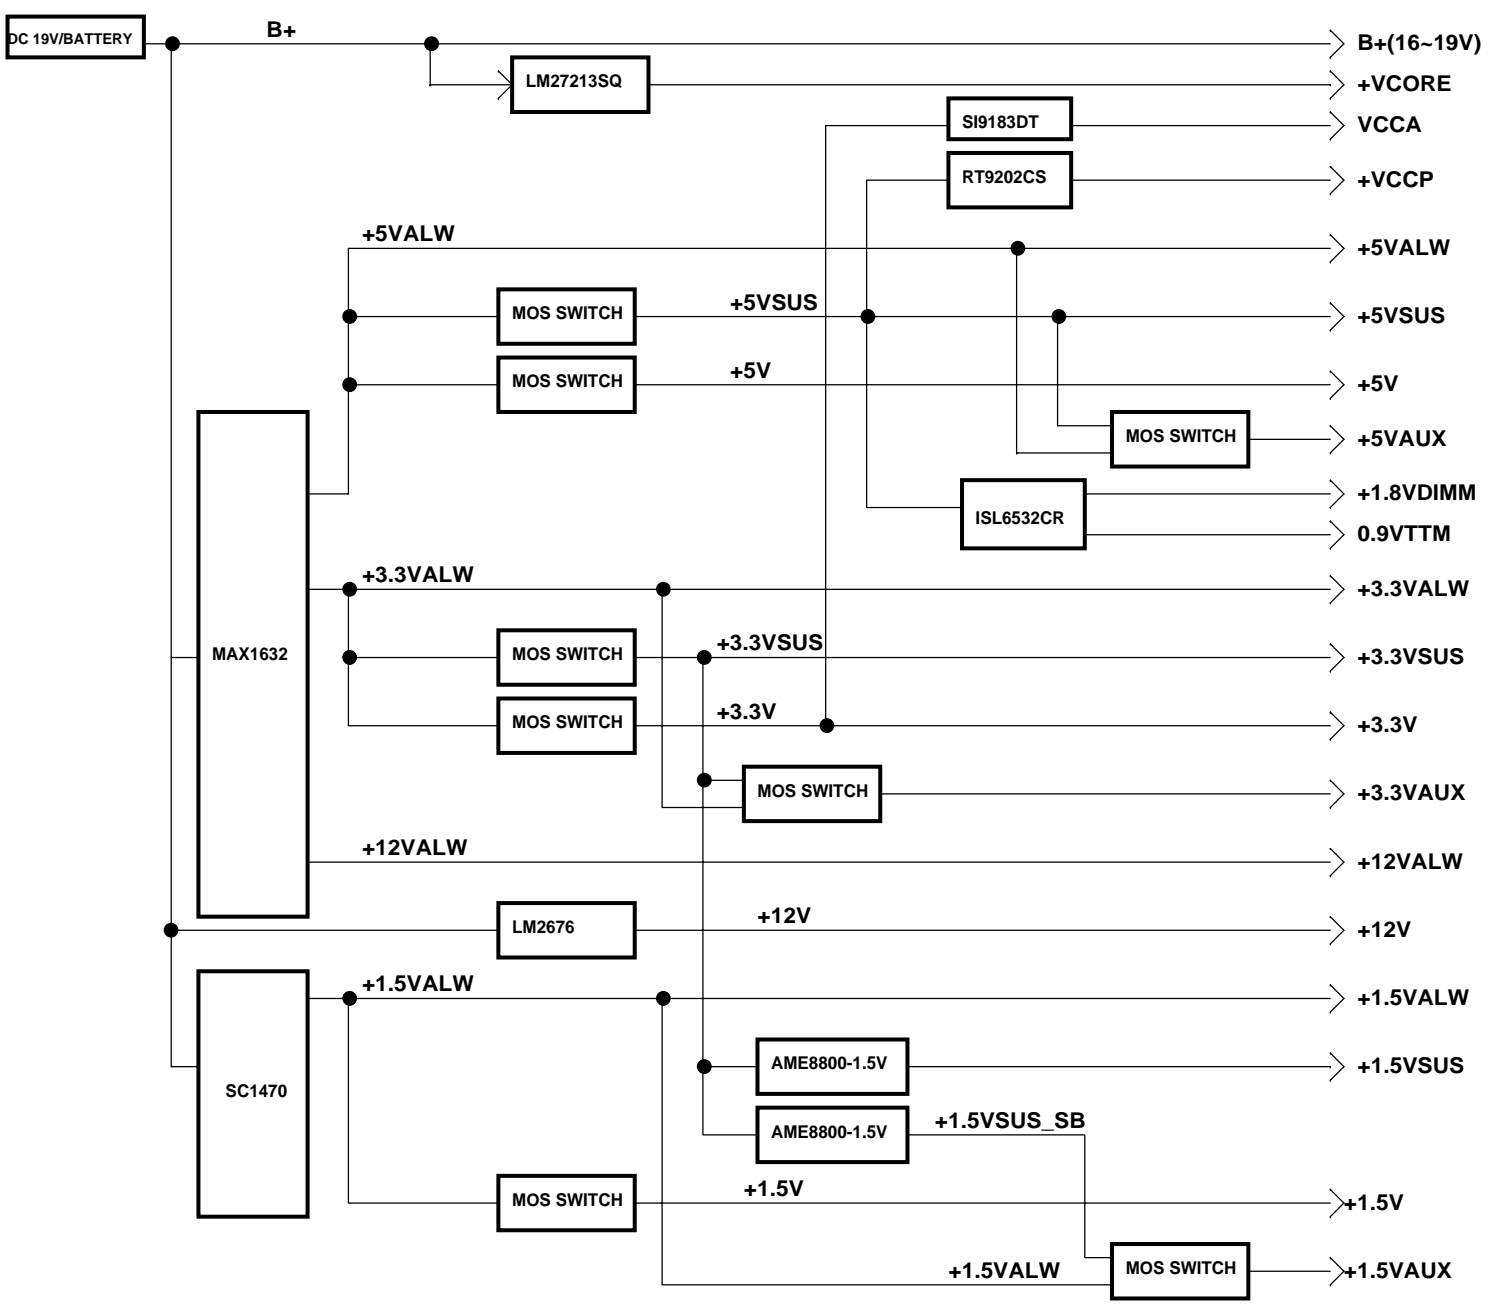 B+
DC 19V/BATTERY
B+(16~19V)
LM27213SQ
+VCORE
SI9183DT
VCCA
RT9202CS
+VCCP
+5VALW
+5VALW
MOS SWITCH
+5VSUS
+5VSUS
MOS SWITCH
+5V
+5V
MOS SWITCH
+5VAUX
ISL6532CR
+1.8VDIMM
0.9VTTM
+3.3VALW
+3.3VALW
MAX1632
MOS SWITCH
+3.3VSUS
+3.3VSUS
MOS SWITCH
+3.3V
+3.3V
MOS SWITCH
+3.3VAUX
+12VALW
+12VALW
LM2676
+12V
+12V
+1.5VALW
+1.5VALW
SC1470
AME8800-1.5V
+1.5VSUS
AME8800-1.5V
+1.5VSUS_SB
MOS SWITCH
+1.5V
+1.5V
+1.5VALW
MOS SWITCH
+1.5VAUX